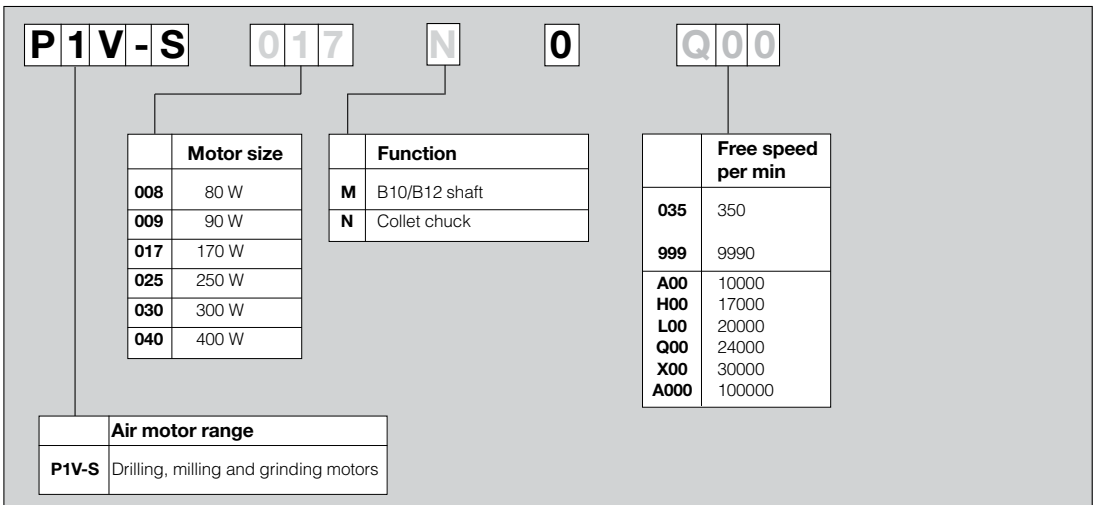 P1V-S 017 N 0 Q00
Motor size
008 80 W
009 90 W
017 170 W
025 250 W
030 300 W
040 400 W
Function
M B10/B12 shaft
N Collet chuck
Free speed
per min
035 350
999 9990
A00 10000
H00 17000
L00 20000
Q00 24000
X00 30000
A000 100000
Air motor range
P1V-S Drilling, milling and grinding motors